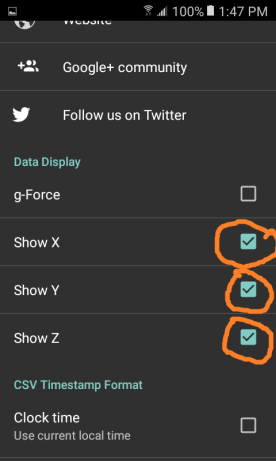 100% 1:47 PM
Website
Google+ community
Follow us on Twitter
Data Display
g-Force
Show X
Show Y
Show Z
CSV Timestamp Format
Clock time
Use current local time